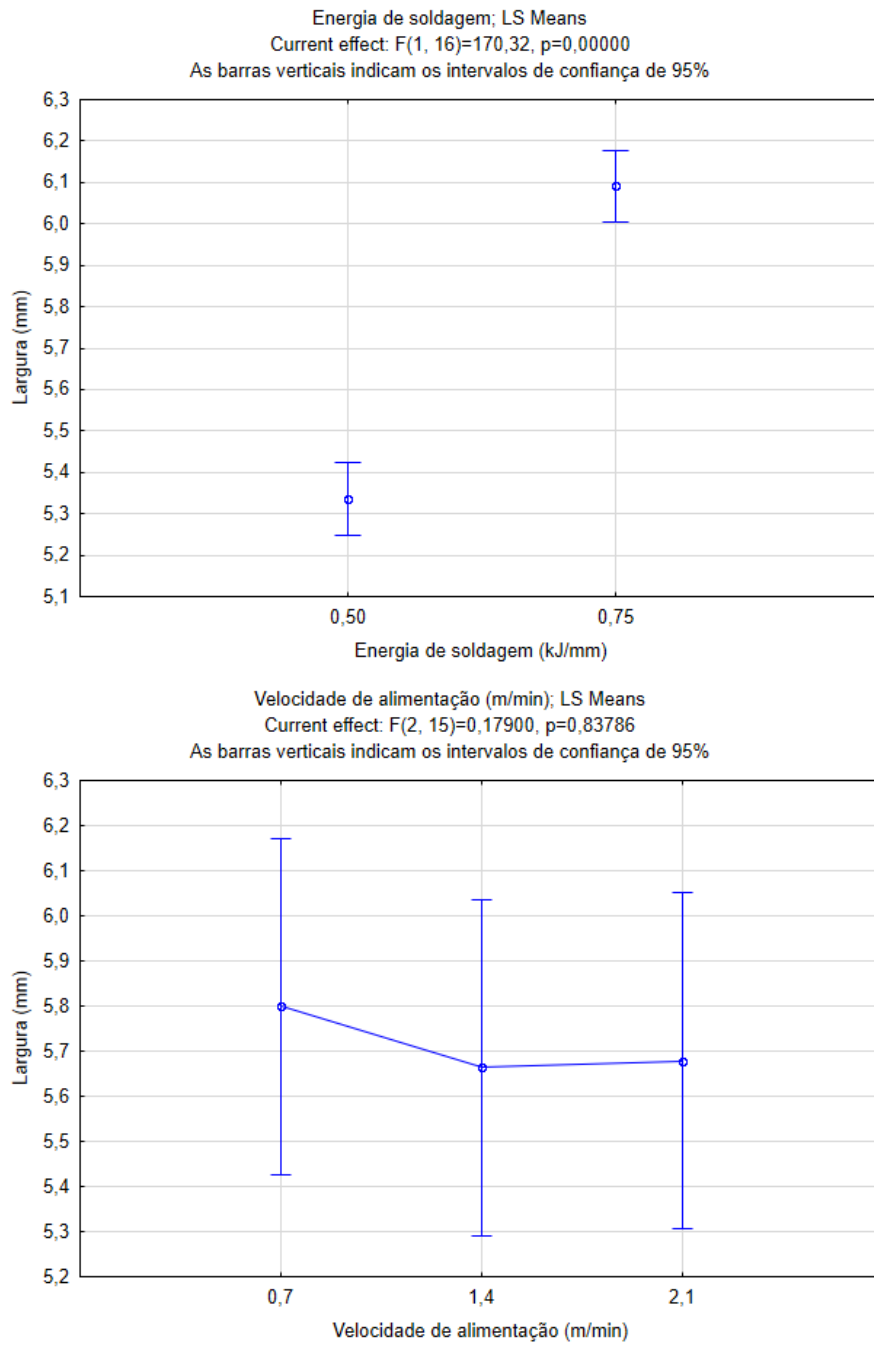 Energia de soldagem; LS Means
Current effect: F(1, 16)=170,32, p=0,00000
As barras verticais indicam os intervalos de confiança de 95%
6,3
6,2
6,1
6,0
5,9
5,8
5,7
5,6
5,5
5,4
5,3
5,2
5,1
Largura (mm)
0,50 0,75
Energia de soldagem (kJ/mm)
Velocidade de alimentação (m/min); LS Means
Current effect: F(2, 15)=0,17900, p=0,83786
As barras verticais indicam os intervalos de confiança de 95%
6,3
6,2
6,1
6,0
5,9
5,8
5,7
5,6
5,5
5,4
5,3
5,2
Largura (mm)
0,7 1,4 2,1
Velocidade de alimentação (m/min)